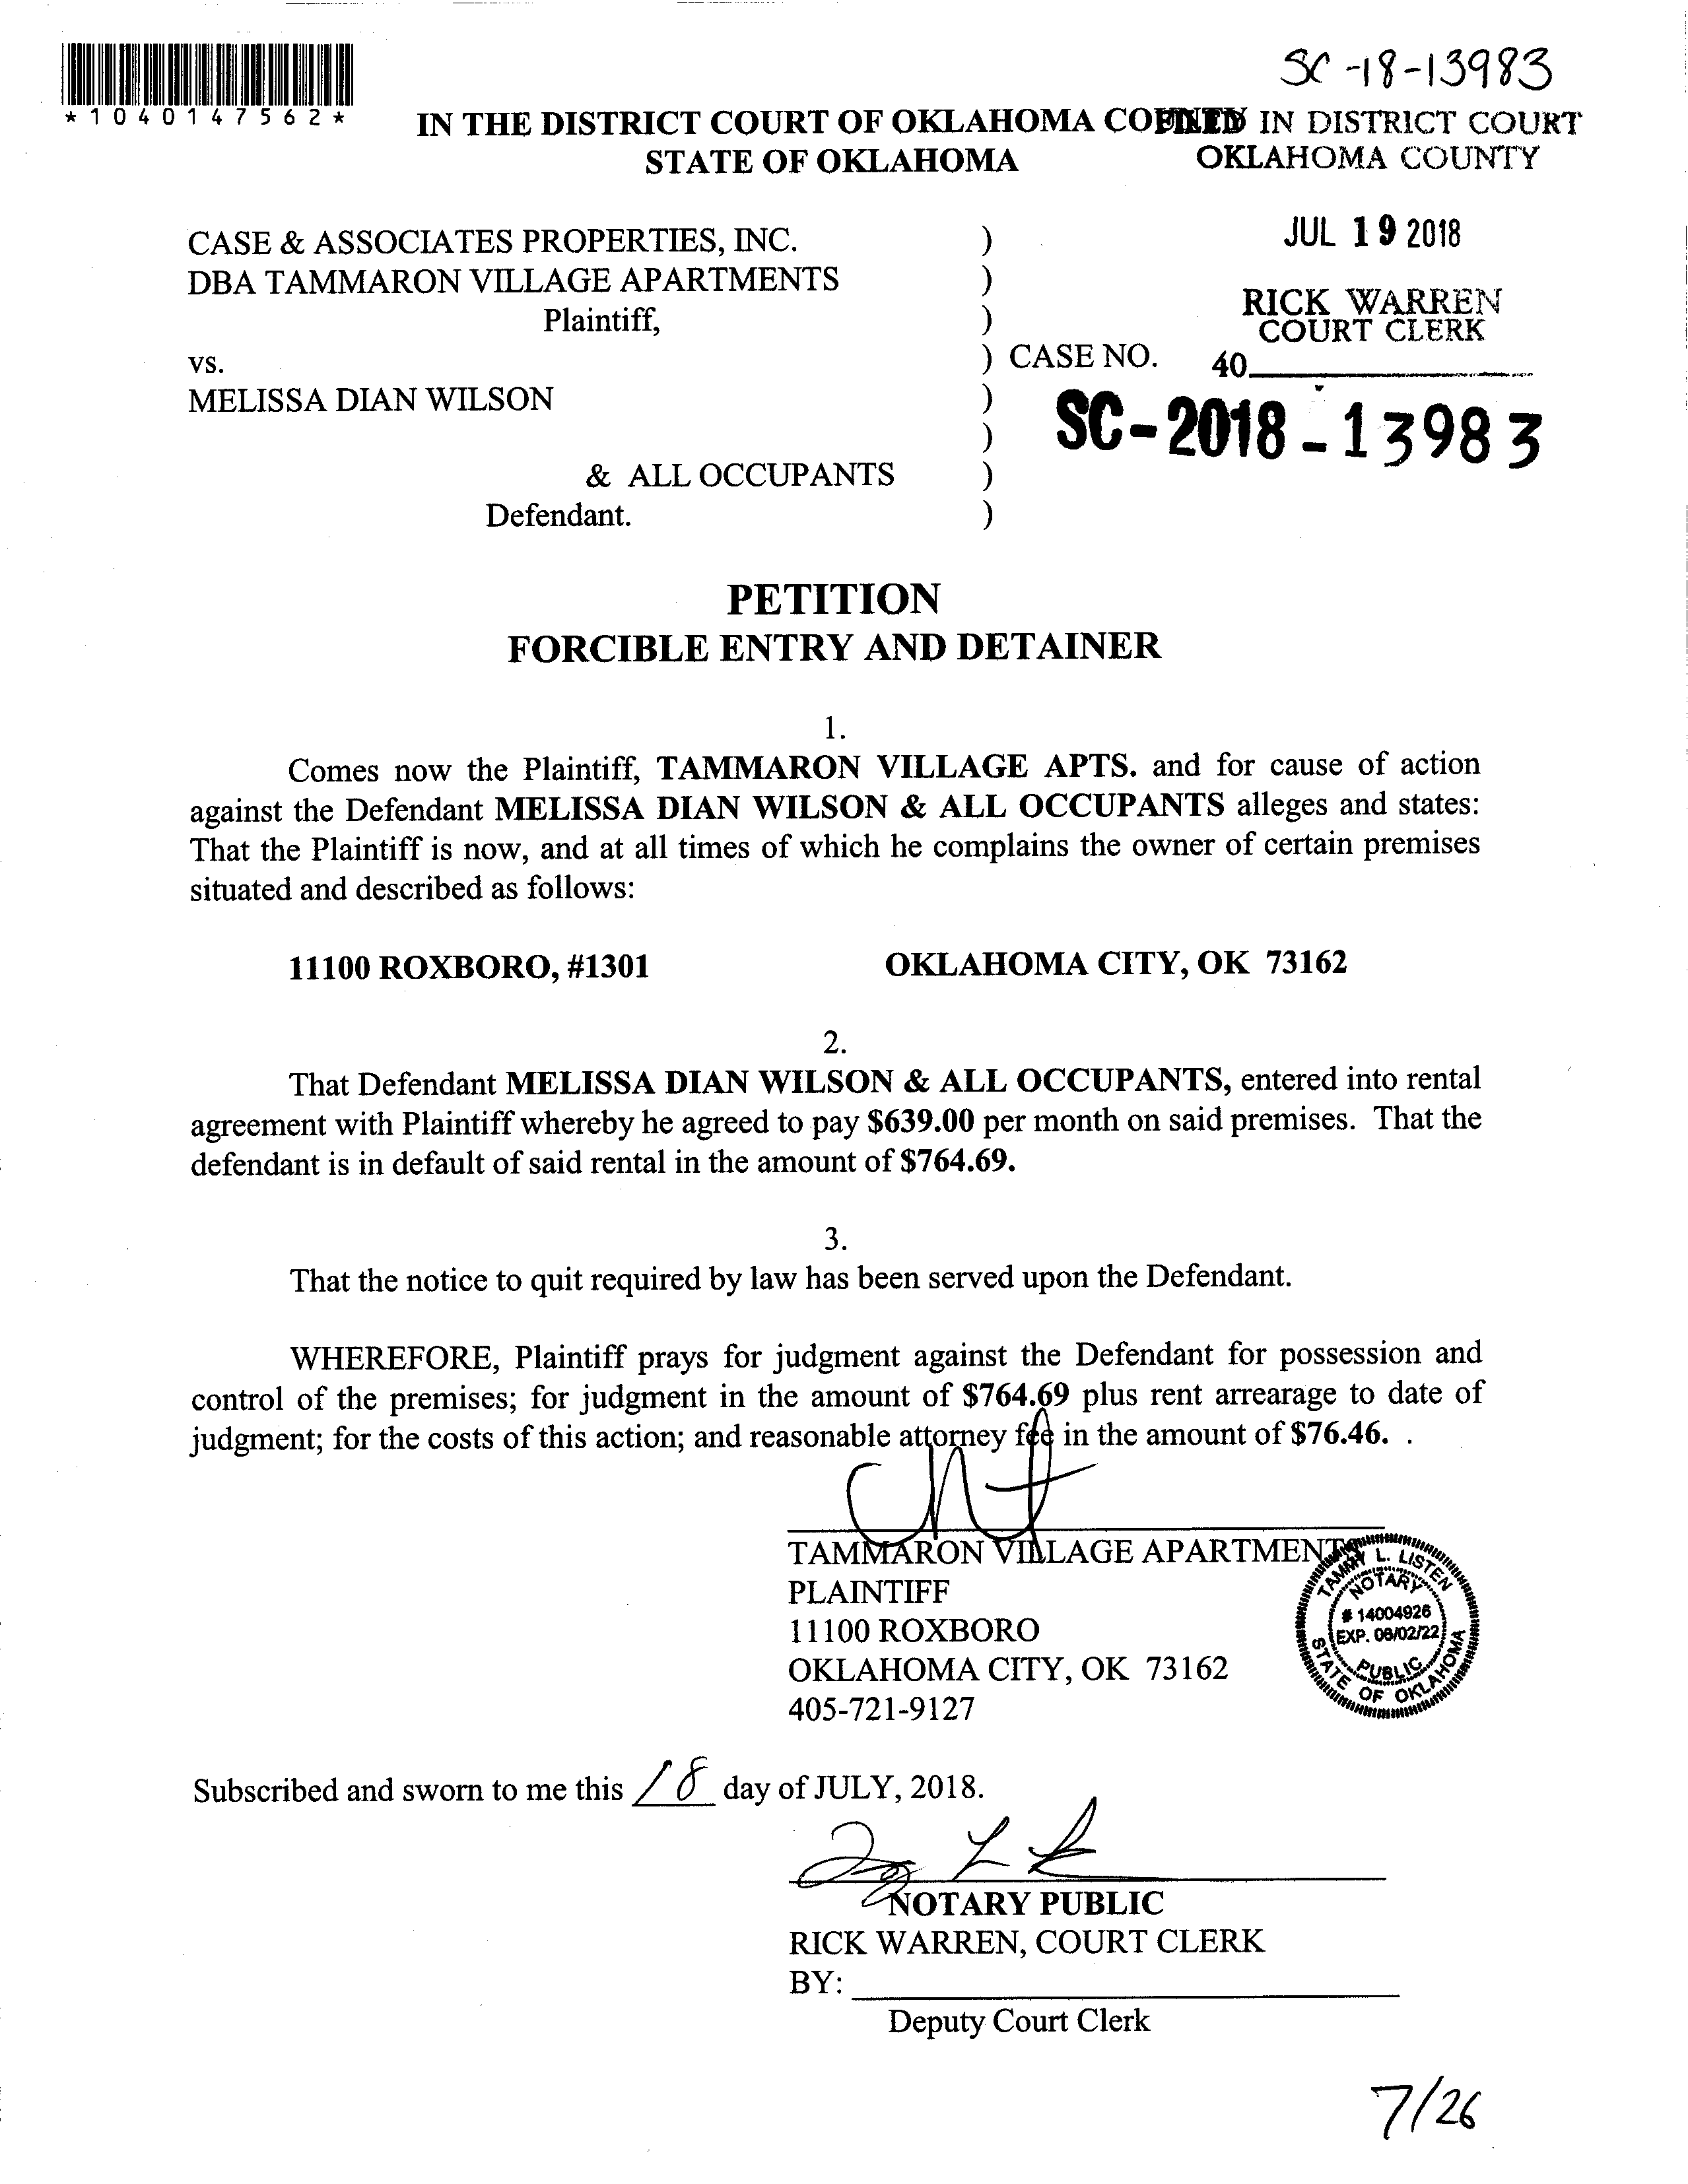 SC-18-13983
*1040147562*
IN THE DISTRICT COURT OF OKLAHOMA COUNTY
FILED IN DISTRICT COURT
STATE OF OKLAHOMA
OKLAHOMA COUNTY
CASE & ASSOCIATES PROPERTIES, INC. )
JUL 19 2018
DBA TAMMARON VILLAGE APARTMENTS )
Plaintiff, )
RICK WARREN
COURT CLERK
vs. ) CASE NO. 40
MELISSA DIAN WILSON )
SC-2018-13983
)
& ALL OCCUPANTS )
Defendant. )
PETITION
FORCIBLE ENTRY AND DETAINER
1.
Comes now the Plaintiff, TAMMARON VILLAGE APTS. and for cause of action
against the Defendant MELISSA DIAN WILSON & ALL OCCUPANTS alleges and states:
That the Plaintiff is now, and at all times of which he complains the owner of certain premises
situated and described as follows:
11100 ROXBORO, #1301 OKLAHOMA CITY, OK 73162
2.
That Defendant MELISSA DIAN WILSON & ALL OCCUPANTS, entered into rental
agreement with Plaintiff whereby he agreed to pay $639.00 per month on said premises. That the
defendant is in default of said rental in the amount of $764.69.
3.
That the notice to quit required by law has been served upon the Defendant.
WHEREFORE, Plaintiff prays for judgment against the Defendant for possession and
control of the premises; for judgment in the amount of $764.69 plus rent arrearage to date of
judgment; for the costs of this action; and reasonable attorney fee in the amount of $76.46. .
TAMMARON VILLAGE APARTMENTS
PLAINTIFF
11100 ROXBORO
OKLAHOMA CITY, OK 73162
405-721-9127
TAMMY L. LISTEN
NOTARY
# 14004926
EXP. 06/02/22
PUBLIC
STATE OF OKLAHOMA
Subscribed and sworn to me this 18 day of JULY, 2018.
NOTARY PUBLIC
RICK WARREN, COURT CLERK
BY:
Deputy Court Clerk
7/26